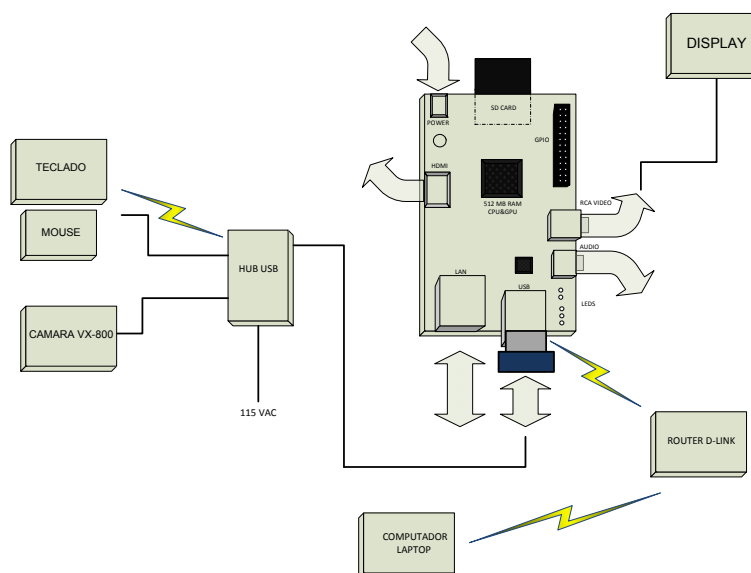 DISPLAY
SD CARD
POWER
GPIO
HDMI
512 MB RAM
CPU&GPU
RCA VIDEO
AUDIO
LAN
USB
LEDS
TECLADO
MOUSE
HUB USB
CAMARA VX-800
115 VAC
ROUTER D-LINK
COMPUTADOR
LAPTOP